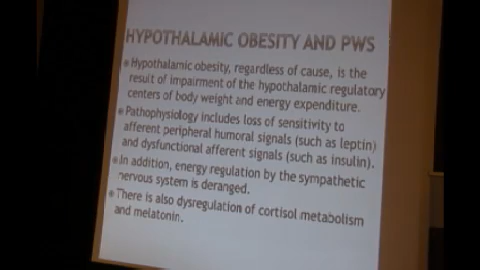 HYPOTHALAMIC OBESITY AND PWS
Hypothalamic obesity, regardless of cause, is the
result of impairment of the hypothalamic regulatory
centers of body weight and energy expenditure.
Pathophysiology includes loss of sensitivity to
afferent peripheral humoral signals (such as leptin)
and dysfunctional afferent signals (such as insulin).
In addition, energy regulation by the sympathetic
nervous system is deranged.
There is also dysregulation of cortisol metabolism
and melatonin.